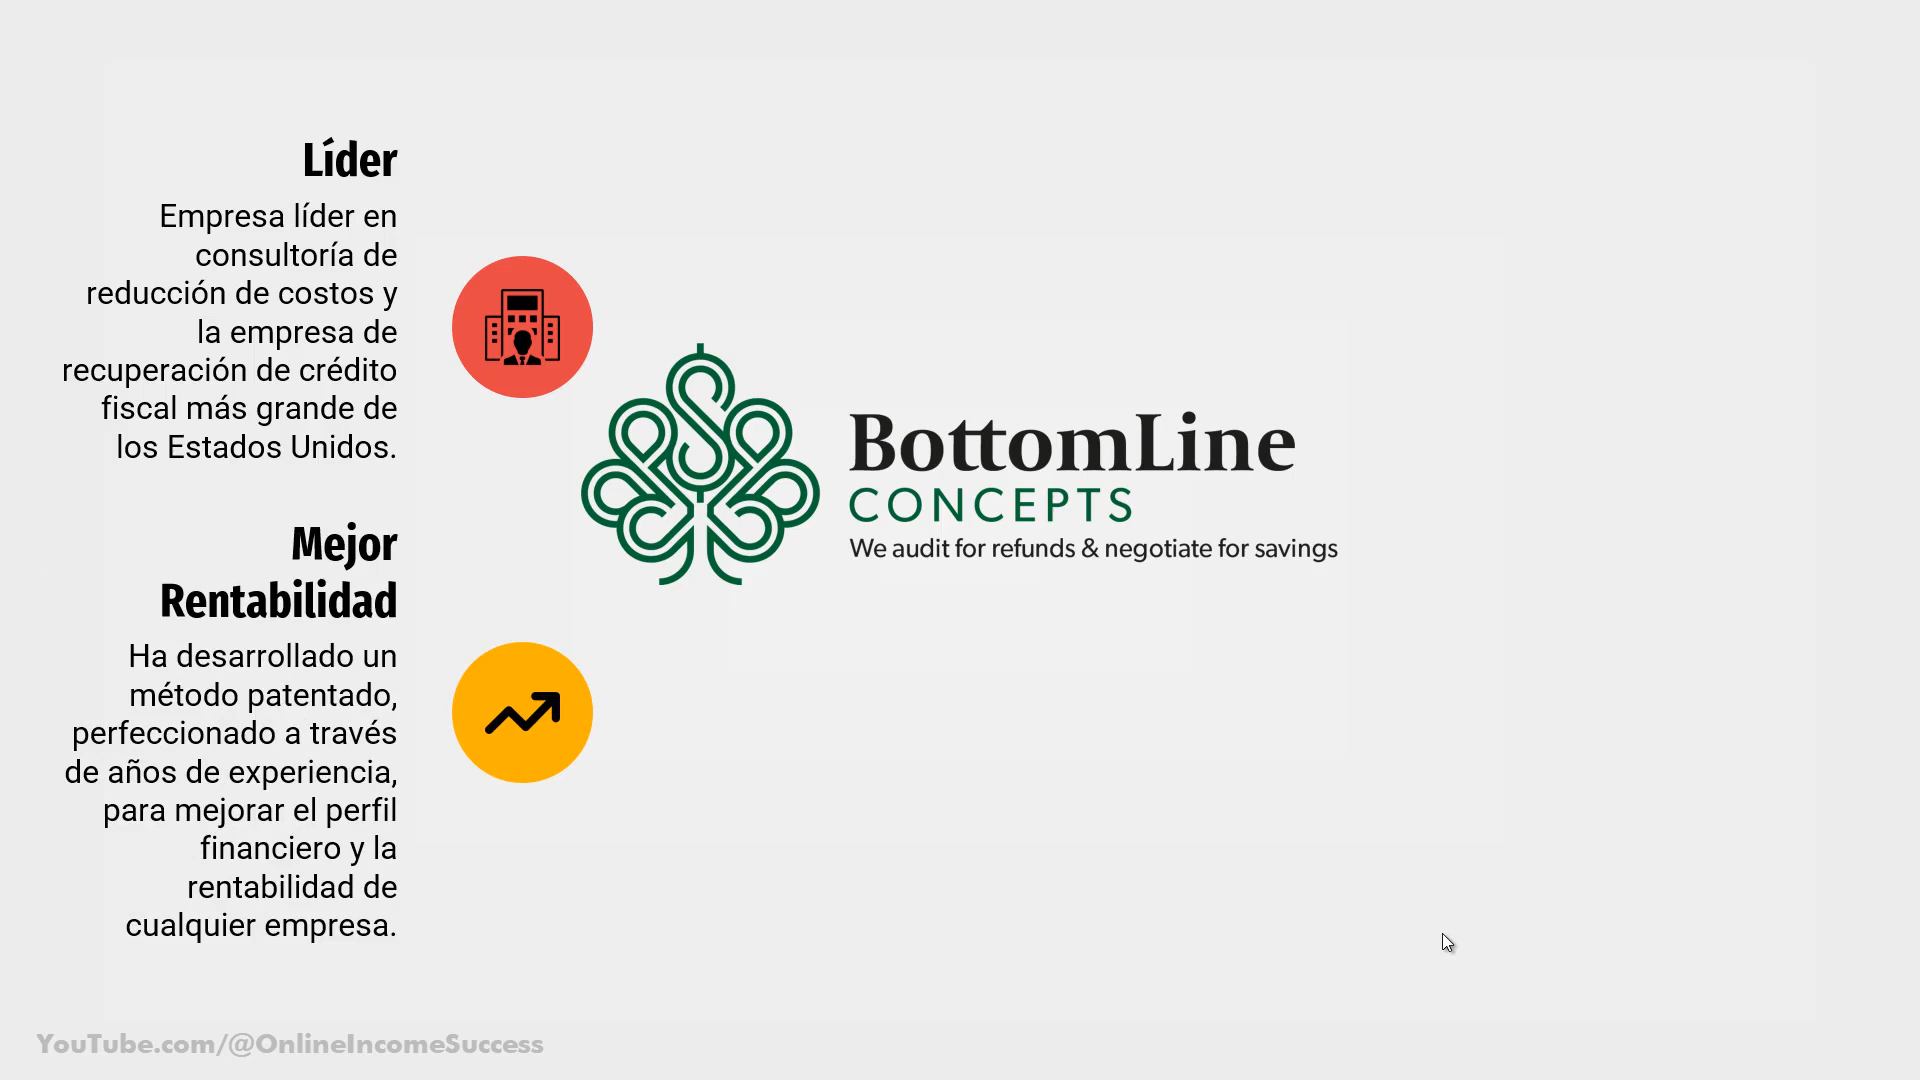 Líder
Empresa líder en
consultoría de
reducción de costos y
la empresa de
recuperación de crédito
fiscal más grande de
los Estados Unidos.
Mejor
Rentabilidad
Ha desarrollado un
método patentado,
perfeccionado a través
de años de experiencia,
para mejorar el perfil
financiero y la
rentabilidad de
cualquier empresa.
BottomLine
CONCEPTS
We audit for refunds & negotiate for savings
YouTube.com/@OnlineIncomeSuccess